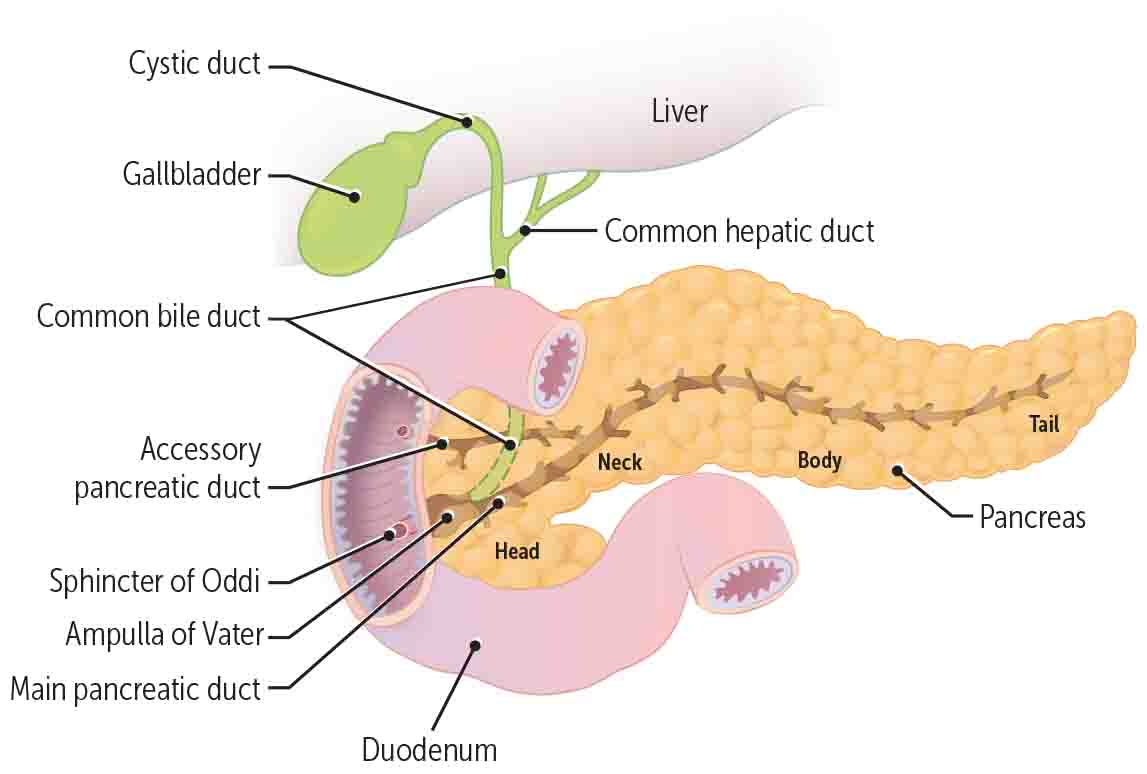 Cystic duct
Liver
Gallbladder
Common hepatic duct
Common bile duct
Accessory
pancreatic duct
Neck
Body
Tail
Pancreas
Head
Sphincter of Oddi
Ampulla of Vater
Main pancreatic duct
Duodenum